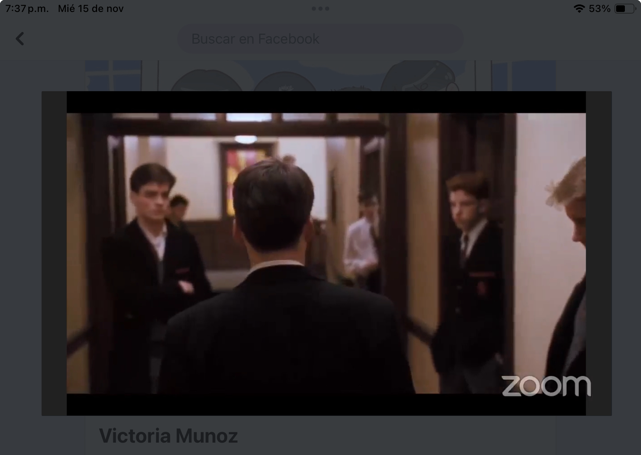 7:37 p.m. Mié 15 de nov
53%
Buscar en Facebook
zoom
Victoria Munoz